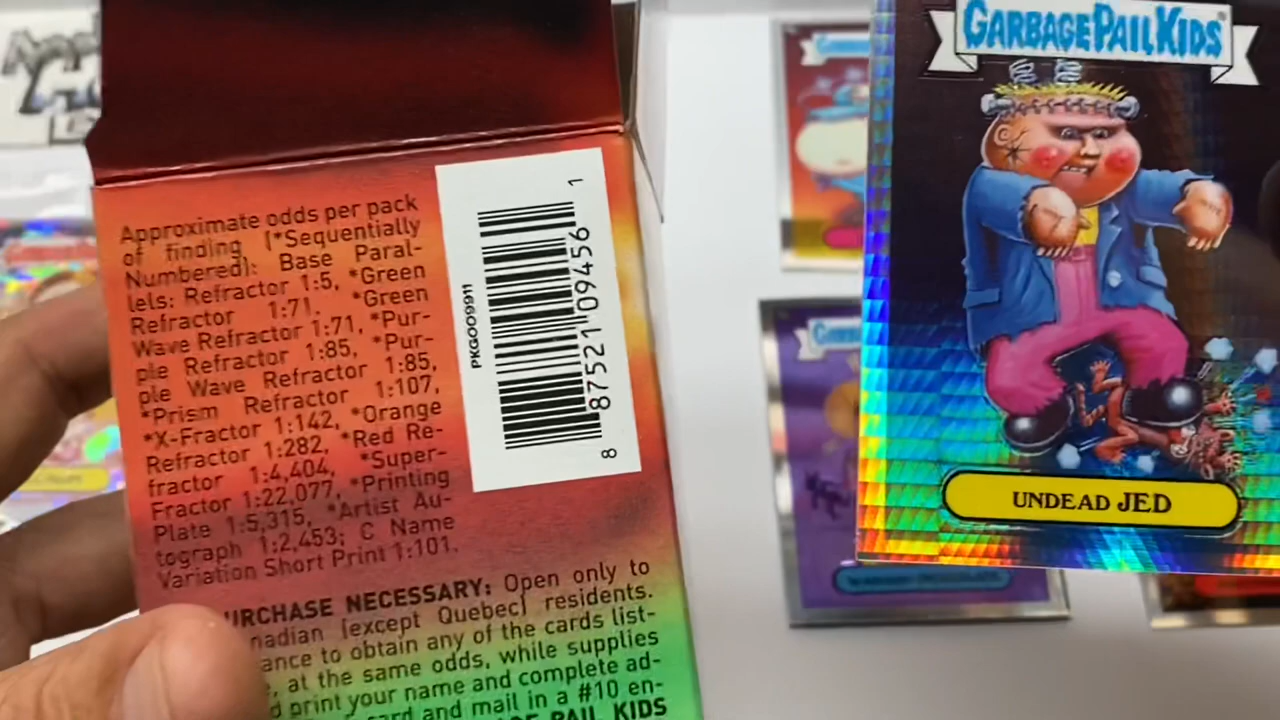 Approximate odds per pack
of finding [*Sequentially
Numbered]: Base Paral-
lels: Refractor 1:5, *Green
Refractor 1:71, *Green
Wave Refractor 1:71, *Pur-
ple Refractor 1:85, *Pur-
ple Wave Refractor 1:85,
*Prism Refractor 1:107,
*X-Fractor 1:142, *Orange
Refractor 1:282, *Red Re-
fractor 1:4,404, *Super-
Fractor 1:22,077, *Printing
Plate 1:5,315, *Artist Au-
tograph 1:2,453; C Name
Variation Short Print 1:101.
PKG009911
8 87521 09456 1
URCHASE NECESSARY: Open only to
nadian [except Quebec] residents.
ance to obtain any of the cards list-
, at the same odds, while supplies
d print your name and complete ad-
card and mail in a #10 en-
PAIL KIDS
GARBAGE PAIL KIDS
UNDEAD JED